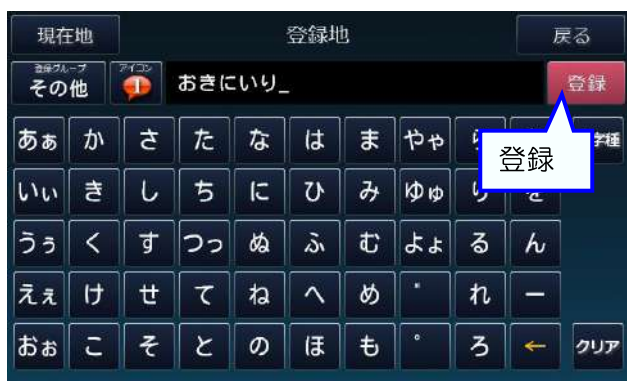 現在地 登録地 戻る
登録グループ アイコン
その他 1 おきにいり_ 登録
あぁ か さ た な は ま やゃ
登録
いぃ き し ち に ひ み ゆゅ り を
うぅ く す つっ ぬ ふ む よょ る ん
えぇ け せ て ね へ め ゛ れ ー
おぉ こ そ と の ほ も ゜ ろ ← クリア